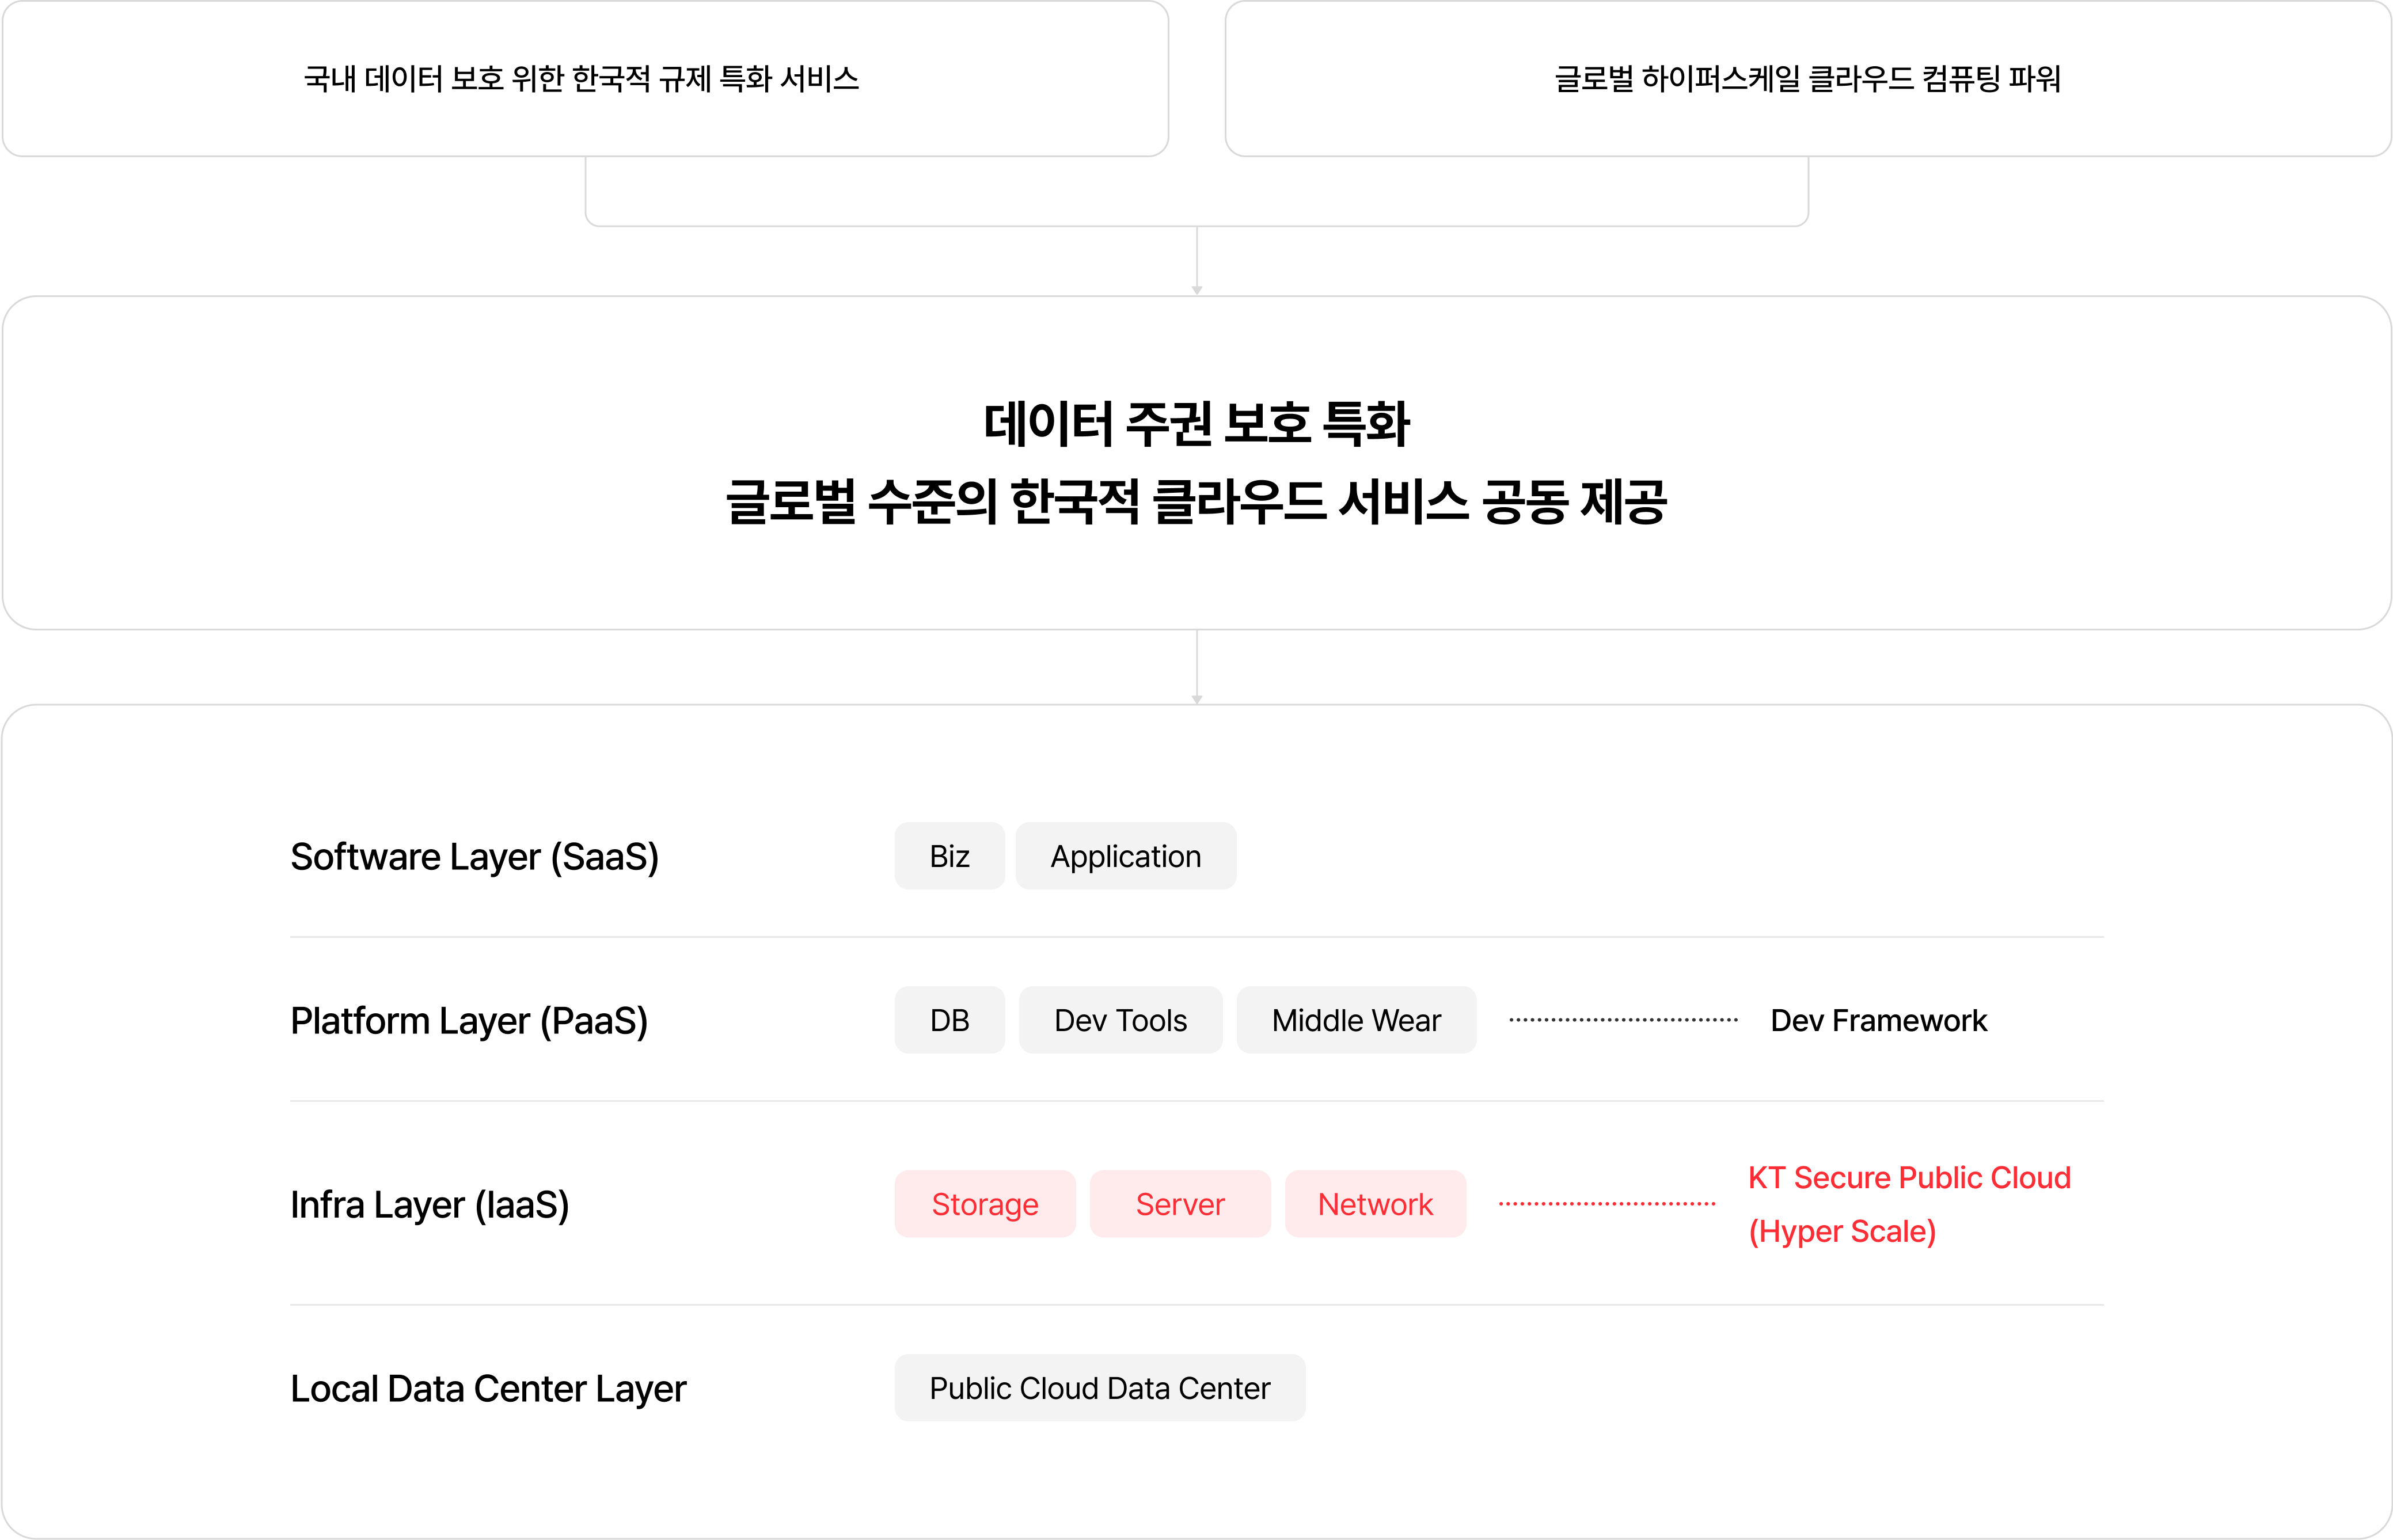 국내 데이터 보호 위한 한국적 규제 특화 서비스
글로벌 하이퍼스케일 클라우드 컴퓨팅 파워
데이터 주권 보호 특화
글로벌 수준의 한국적 클라우드 서비스 공동 제공
Software Layer (SaaS)
Biz
Application
Platform Layer (PaaS)
DB
Dev Tools
Middle Wear
Dev Framework
Infra Layer (IaaS)
Storage
Server
Network
KT Secure Public Cloud
(Hyper Scale)
Local Data Center Layer
Public Cloud Data Center